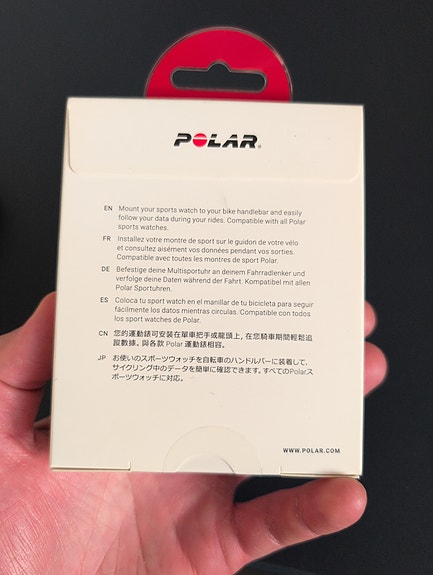 POLAR®
EN Mount your sports watch to your bike handlebar and easily
follow your data during your rides. Compatible with all Polar
sports watches.
FR Installez votre montre de sport sur le guidon de votre vélo
et consultez aisément vos données pendant vos sorties.
Compatible avec toutes les montres de sport Polar.
DE Befestige deine Multisportuhr an deinem Fahrradlenker und
verfolge deine Daten während der Fahrt. Kompatibel mit allen
Polar Sportuhren.
ES Coloca tu sport watch en el manillar de tu bicicleta para seguir
fácilmente los datos mientras circulas. Compatible con todos
los sport watches de Polar.
CN 您的運動錶可安裝在單車把手或龍頭上，在您騎車期間輕鬆追
蹤數據。與各款 Polar 運動錶相容。
JP お使いのスポーツウォッチを自転車のハンドルバーに装着して、
サイクリング中のデータを簡単に確認できます。すべてのPolarス
ポーツウォッチに対応。
WWW.POLAR.COM